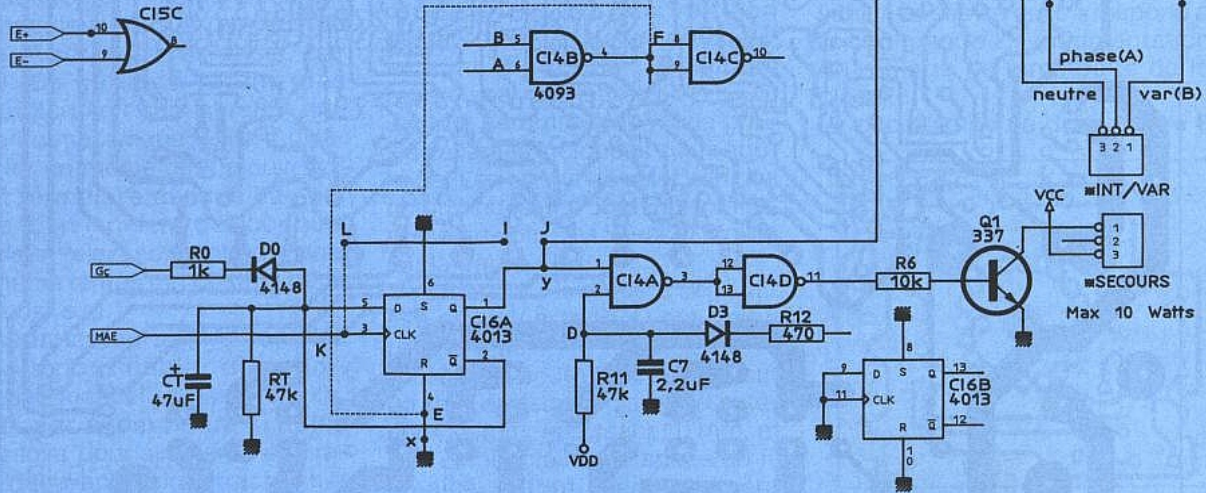 CI5C
E+
10
8
E-
9
B
5
A
6
CI4B
4
4093
F
8
9
CI4C
10
phase(A)
neutre
var(B)
3 2 1
INT/VAR
VCC
Q1
337
1
2
3
SECOURS
Max 10 Watts
L
I
J
y
Gc
R0
1k
D0
4148
MAE
K
+
CT
47uF
RT
47k
6
5
D
S
Q
1
3
CLK
CI6A
4013
R
Q
2
4
E
x
1
2
CI4A
3
12
13
CI4D
11
R6
10k
D
D3
4148
R12
470
R11
47k
C7
2,2uF
VDD
8
9
D
S
Q
13
11
CLK
CI6B
4013
R
Q
12
10